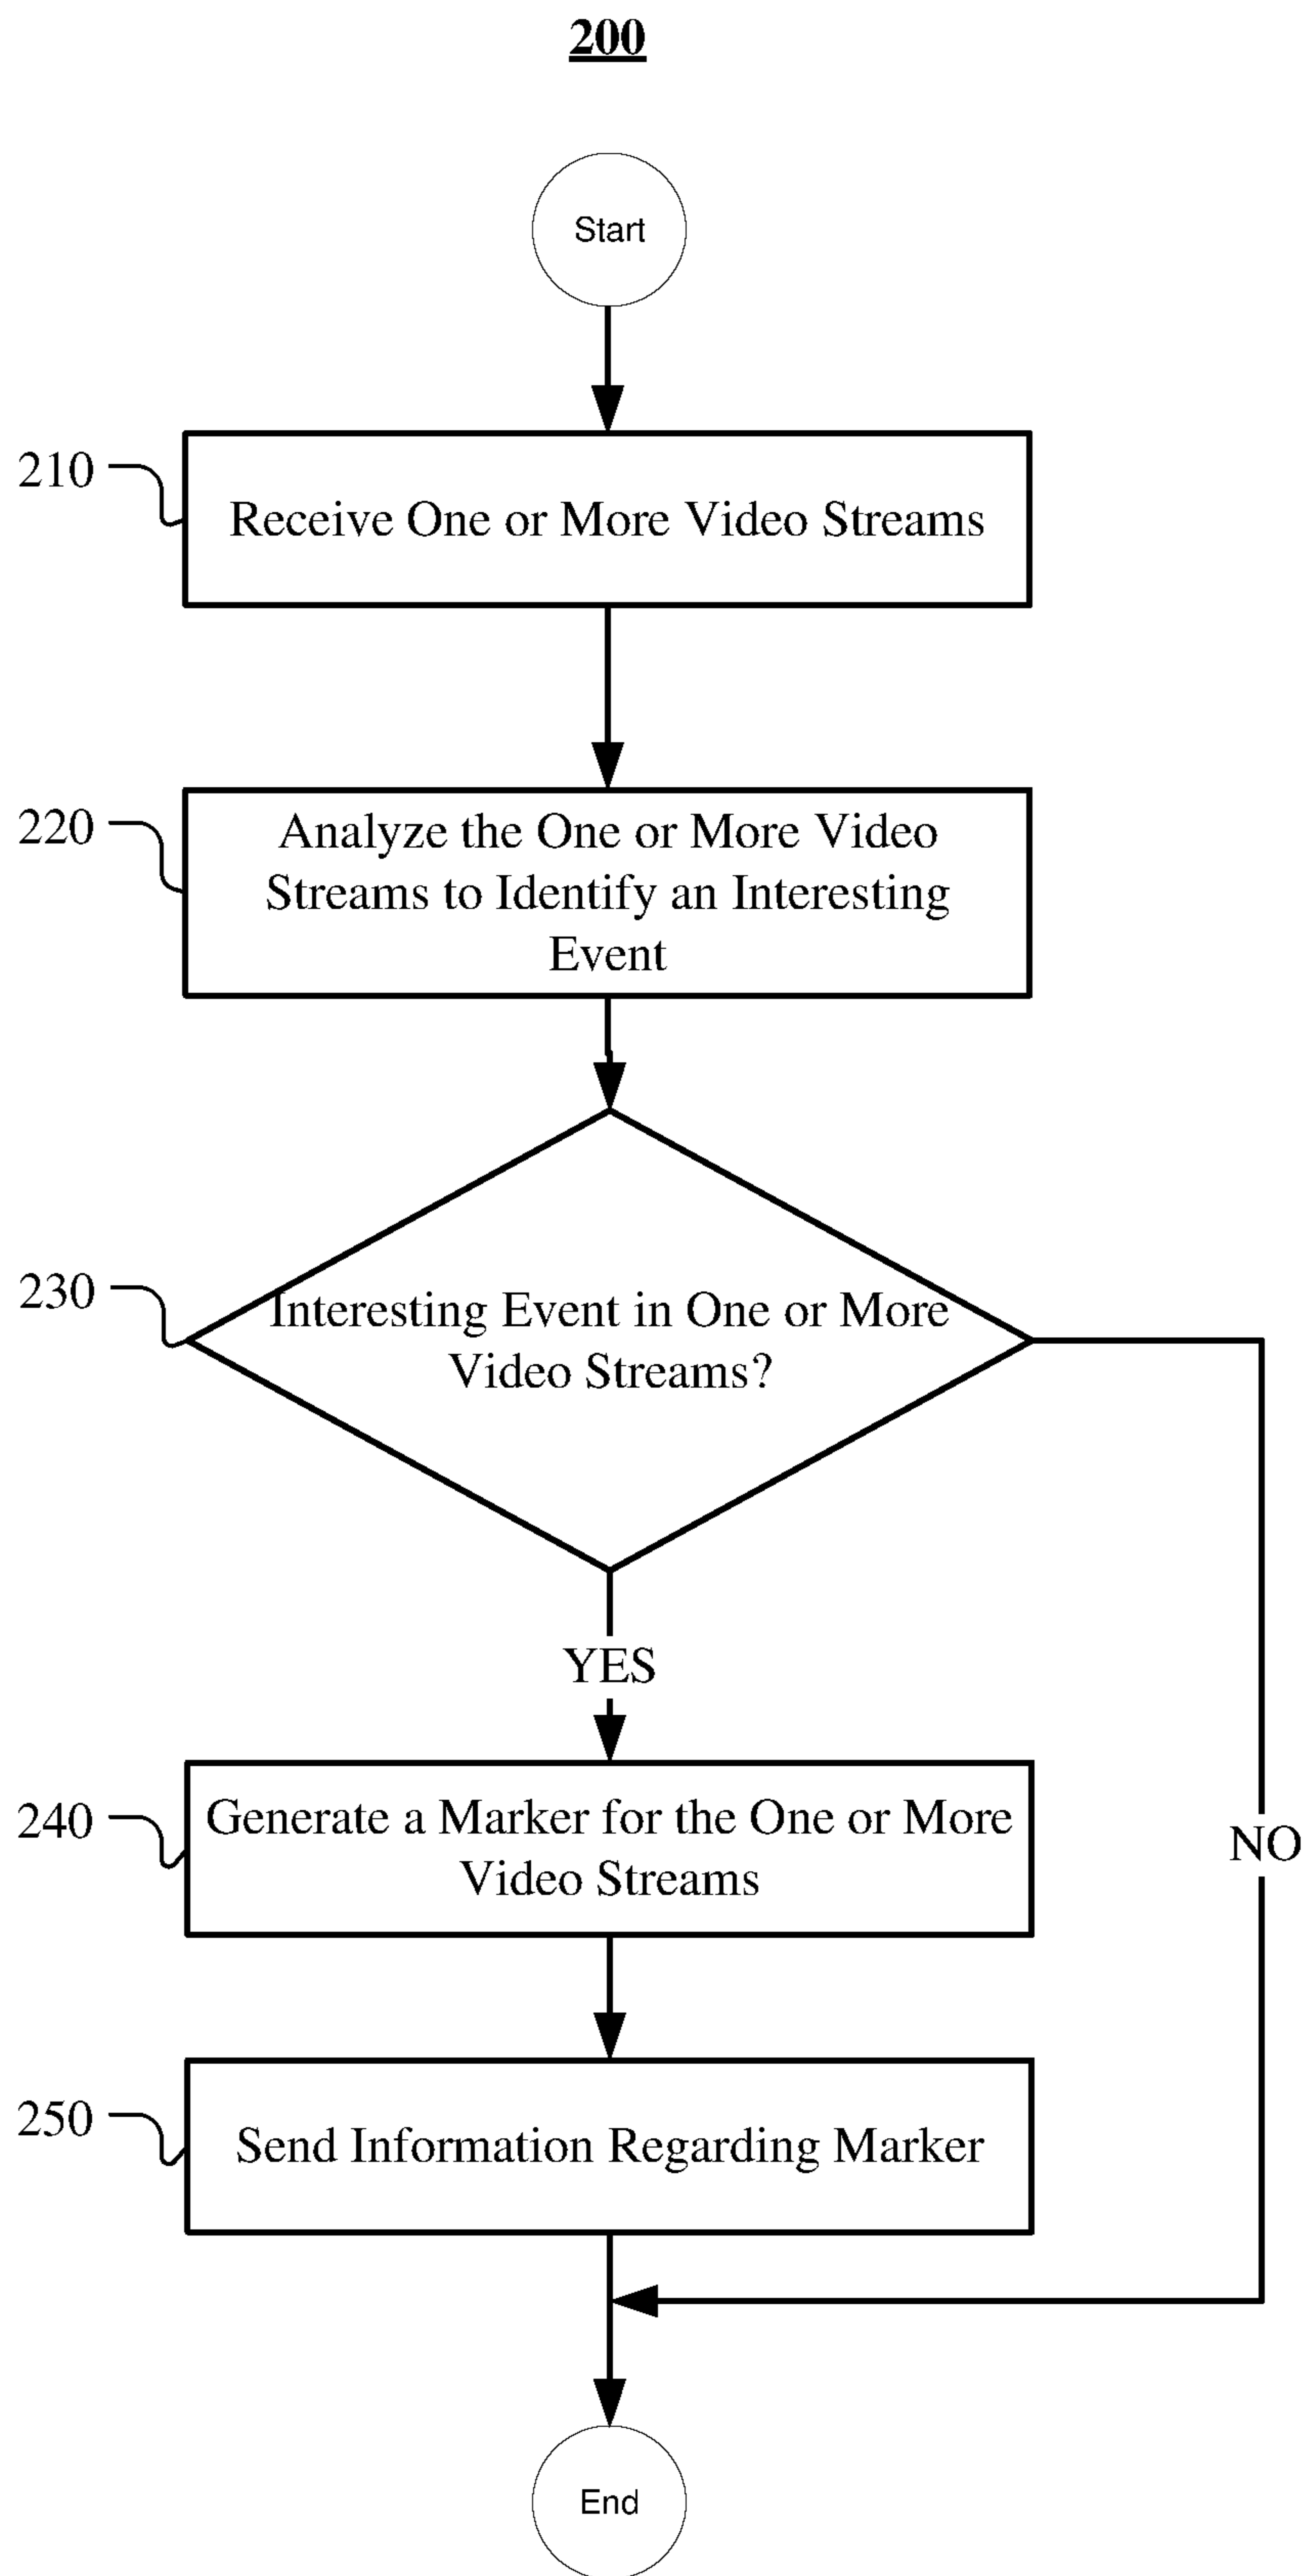 200
Start
210
Receive One or More Video Streams
220
Analyze the One or More Video
Streams to Identify an Interesting
Event
230
Interesting Event in One or More
Video Streams?
YES
240
Generate a Marker for the One or More
Video Streams
NO
250
Send Information Regarding Marker
End